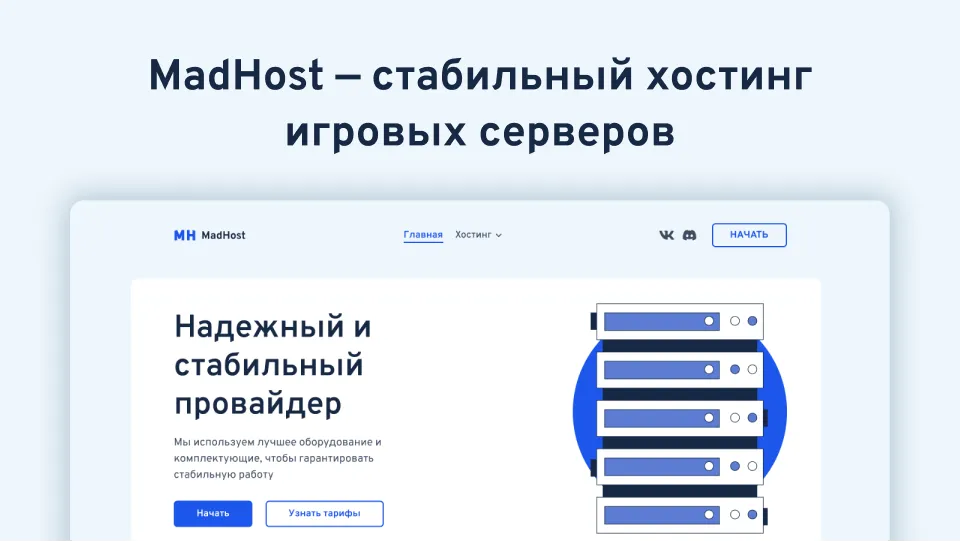 MadHost — стабильный хостинг
игровых серверов
MH MadHost
Главная Хостинг
НАЧАТЬ
Надежный и
стабильный
провайдер
Мы используем лучшее оборудование и
комплектующие, чтобы гарантировать
стабильную работу
Начать Узнать тарифы